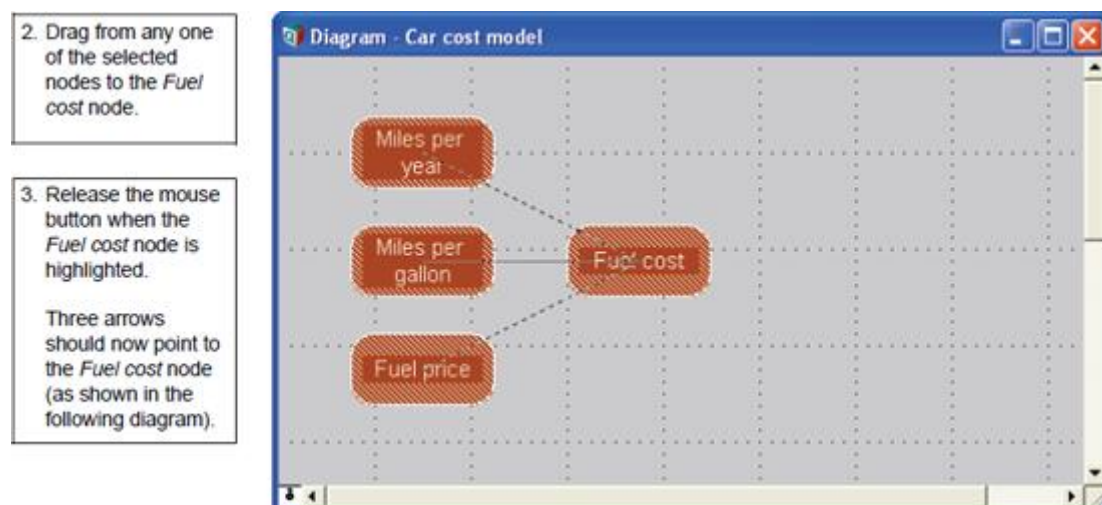 2. Drag from any one
of the selected
nodes to the Fuel
cost node.
3. Release the mouse
button when the
Fuel cost node is
highlighted.
Three arrows
should now point to
the Fuel cost node
(as shown in the
following diagram).
Diagram - Car cost model
Miles per
year
Miles per
gallon
Fuel cost
Fuel price